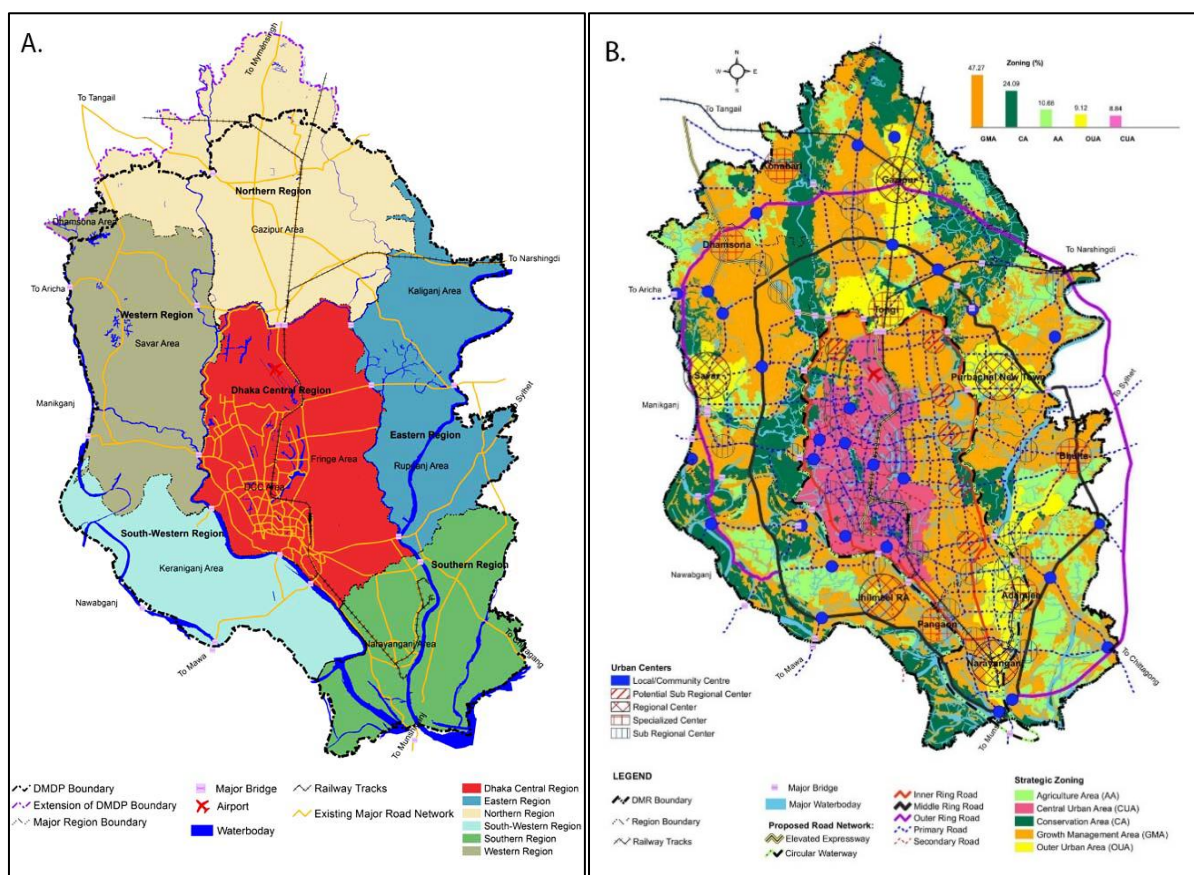 A.
To Mymensingh
To Tangail
Northern Region
Gazipur Area
Dhamsona Area
To Narshingdi
Kaliganj Area
To Aricha
Western Region
Savar Area
Dhaka Central Region
Manikganj
To Sylhet
Eastern Region
Fringe Area
Rupganj Area
DCC Area
South-Western Region
Southern Region
Keraniganj Area
Nawabganj
Narayanganj Area
To Mawa
To Munshiganj
DMDP Boundary
Extension of DMDP Boundary
Major Region Boundary
Major Bridge
Airport
Waterboday
Railway Tracks
Existing Major Road Network
Dhaka Central Region
Eastern Region
Northern Region
South-Western Region
Southern Region
Western Region
B.
N
W E
S
Zoning (%)
47.27
24.09
10.68
9.12
8.84
GMA CA AA OUA CUA
To Tangail
Konabari
Gazipur
Dhamsona
To Narshingdi
To Aricha
Tongi
Savar
Purbachal New Town
Manikganj
To Sylhet
Bhulta
Nawabganj
Jhilmeel RA
Adamjee
Pangaon
Narayangan
To Mawa
To Chittagong
Urban Centers
Local/Community Centre
Potential Sub Regional Center
Regional Center
Specialized Center
Sub Regional Center
LEGEND
DMR Boundary
Region Boundary
Railway Tracks
Major Bridge
Major Waterboday
Proposed Road Network:
Elevated Expressway
Circular Waterway
Inner Ring Road
Middle Ring Road
Outer Ring Road
Primary Road
Secondary Road
Strategic Zoning
Agriculture Area (AA)
Central Urban Area (CUA)
Conservation Area (CA)
Growth Management Area (GMA)
Outer Urban Area (OUA)